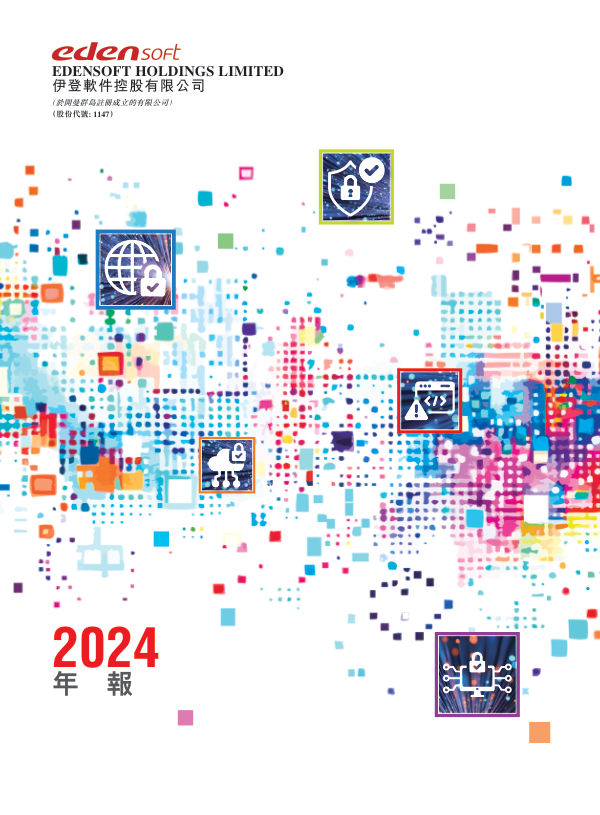 edensoft
EDENSOFT HOLDINGS LIMITED
伊登軟件控股有限公司
(於開曼群島註冊成立的有限公司)
(股份代號: 1147)
</>
2024
年 報